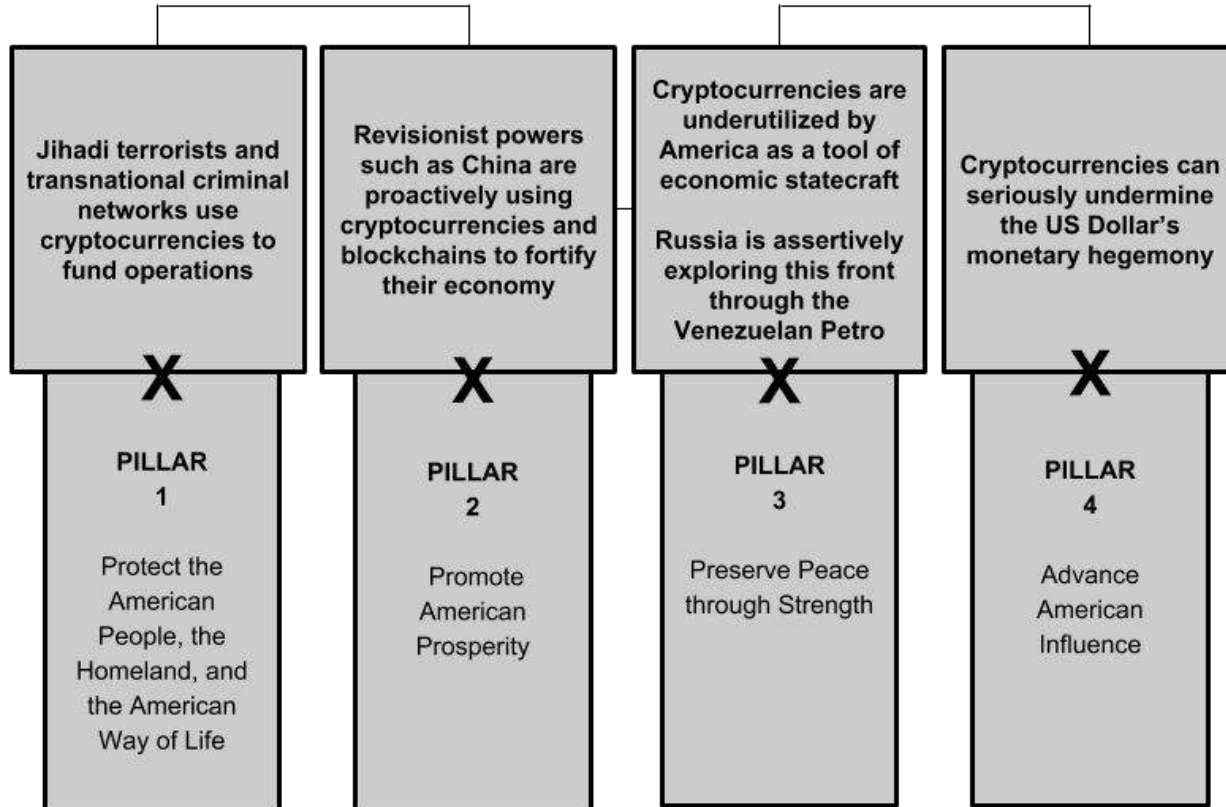 Jihadi terrorists and
transnational criminal
networks use
cryptocurrencies to
fund operations
Revisionist powers
such as China are
proactively using
cryptocurrencies and
blockchains to fortify
their economy
Cryptocurrencies are
underutilized by
America as a tool of
economic statecraft
Russia is assertively
exploring this front
through the
Venezuelan Petro
Cryptocurrencies can
seriously undermine
the US Dollar’s
monetary hegemony
X
X
X
X
PILLAR
1
Protect the
American
People, the
Homeland, and
the American
Way of Life
PILLAR
2
Promote
American
Prosperity
PILLAR
3
Preserve Peace
through Strength
PILLAR
4
Advance
American
Influence